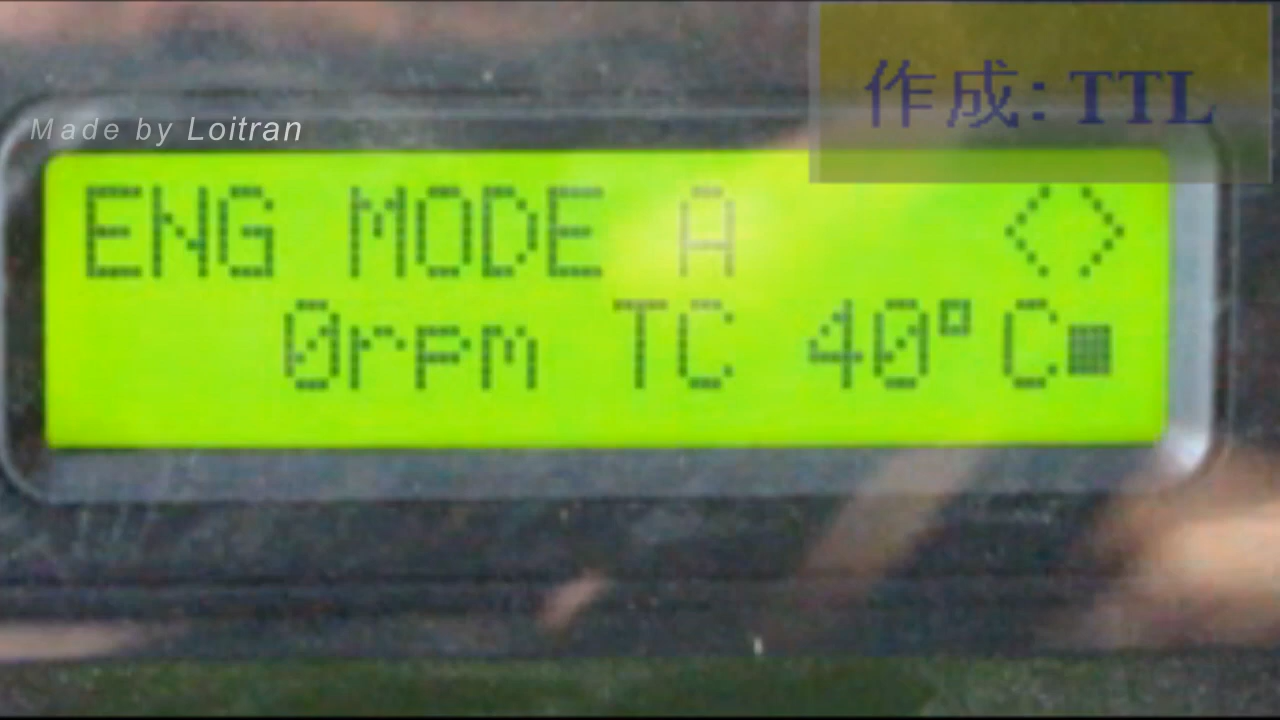 作成: TTL
Made by Loitran
ENG MODE A <>
0rpm TC 40°C■